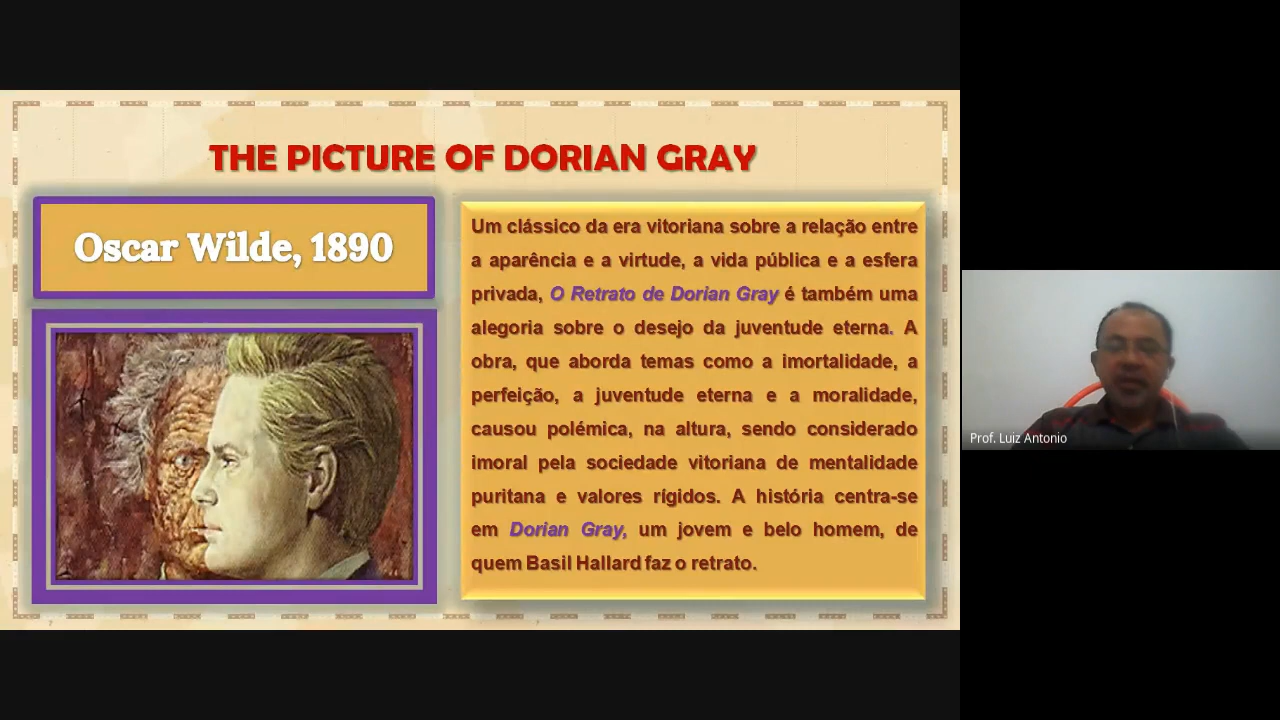 THE PICTURE OF DORIAN GRAY
Oscar Wilde, 1890
Um clássico da era vitoriana sobre a relação entre
a aparência e a virtude, a vida pública e a esfera
privada, O Retrato de Dorian Gray é também uma
alegoria sobre o desejo da juventude eterna. A
obra, que aborda temas como a imortalidade, a
perfeição, a juventude eterna e a moralidade,
causou polémica, na altura, sendo considerado
imoral pela sociedade vitoriana de mentalidade
puritana e valores rígidos. A história centra-se
em Dorian Gray, um jovem e belo homem, de
quem Basil Hallard faz o retrato.
Prof. Luiz Antonio